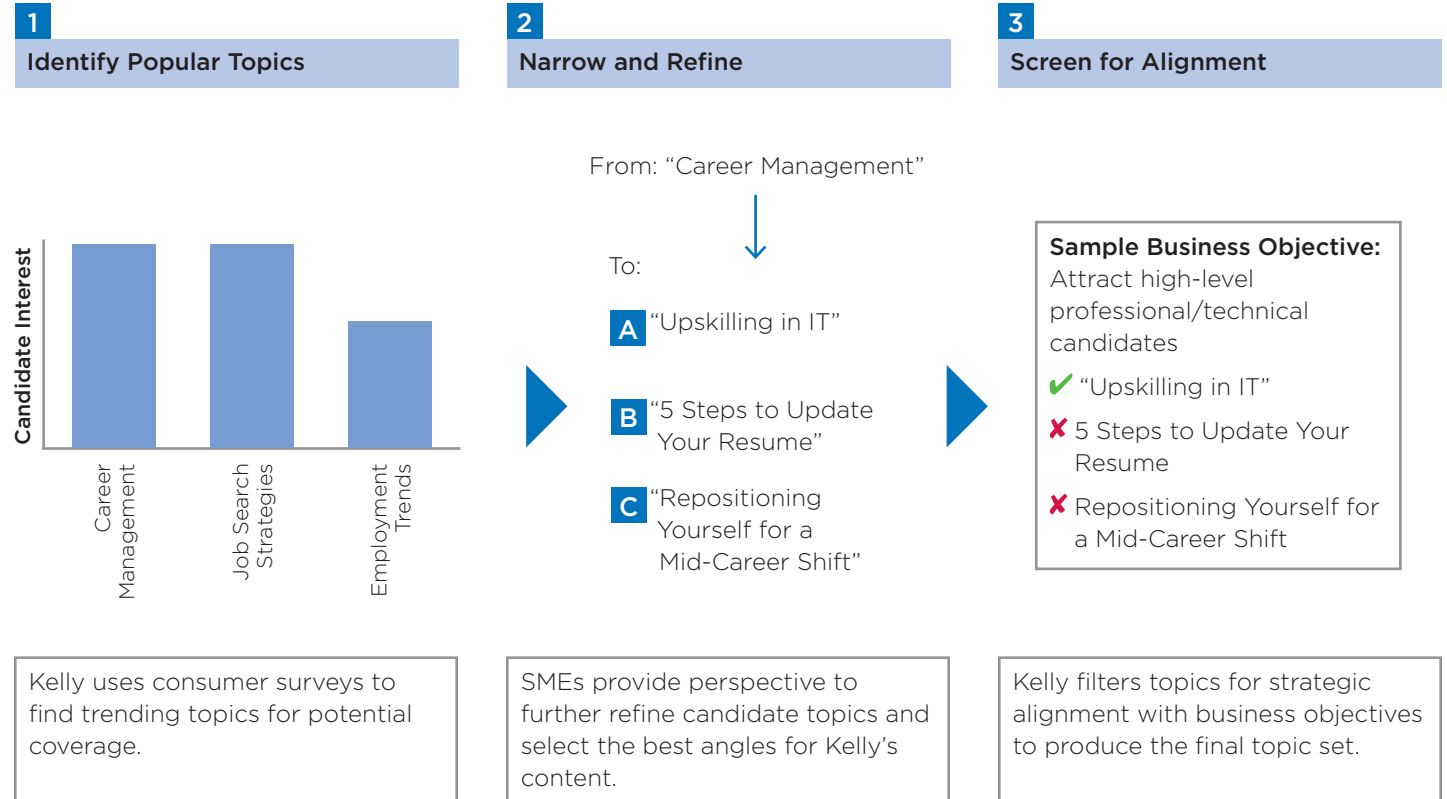 1
Identify Popular Topics
Candidate Interest
Career
Management
Job Search
Strategies
Employment
Trends
Kelly uses consumer surveys to
find trending topics for potential
coverage.
2
Narrow and Refine
From: “Career Management”
To:
A “Upskilling in IT”
B “5 Steps to Update
Your Resume”
C “Repositioning
Yourself for a
Mid-Career Shift”
SMEs provide perspective to
further refine candidate topics and
select the best angles for Kelly’s
content.
3
Screen for Alignment
Sample Business Objective:
Attract high-level
professional/technical
candidates
✔ “Upskilling in IT”
✘ 5 Steps to Update Your
Resume
✘ Repositioning Yourself for
a Mid-Career Shift
Kelly filters topics for strategic
alignment with business objectives
to produce the final topic set.